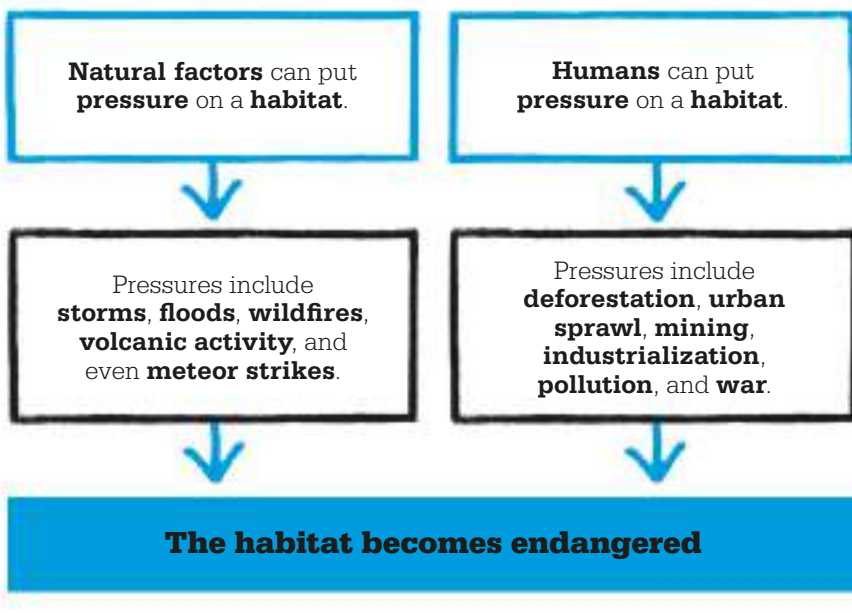 Natural factors can put
pressure on a habitat.
Humans can put
pressure on a habitat.
Pressures include
storms, floods, wildfires,
volcanic activity, and
even meteor strikes.
Pressures include
deforestation, urban
sprawl, mining,
industrialization,
pollution, and war.
The habitat becomes endangered